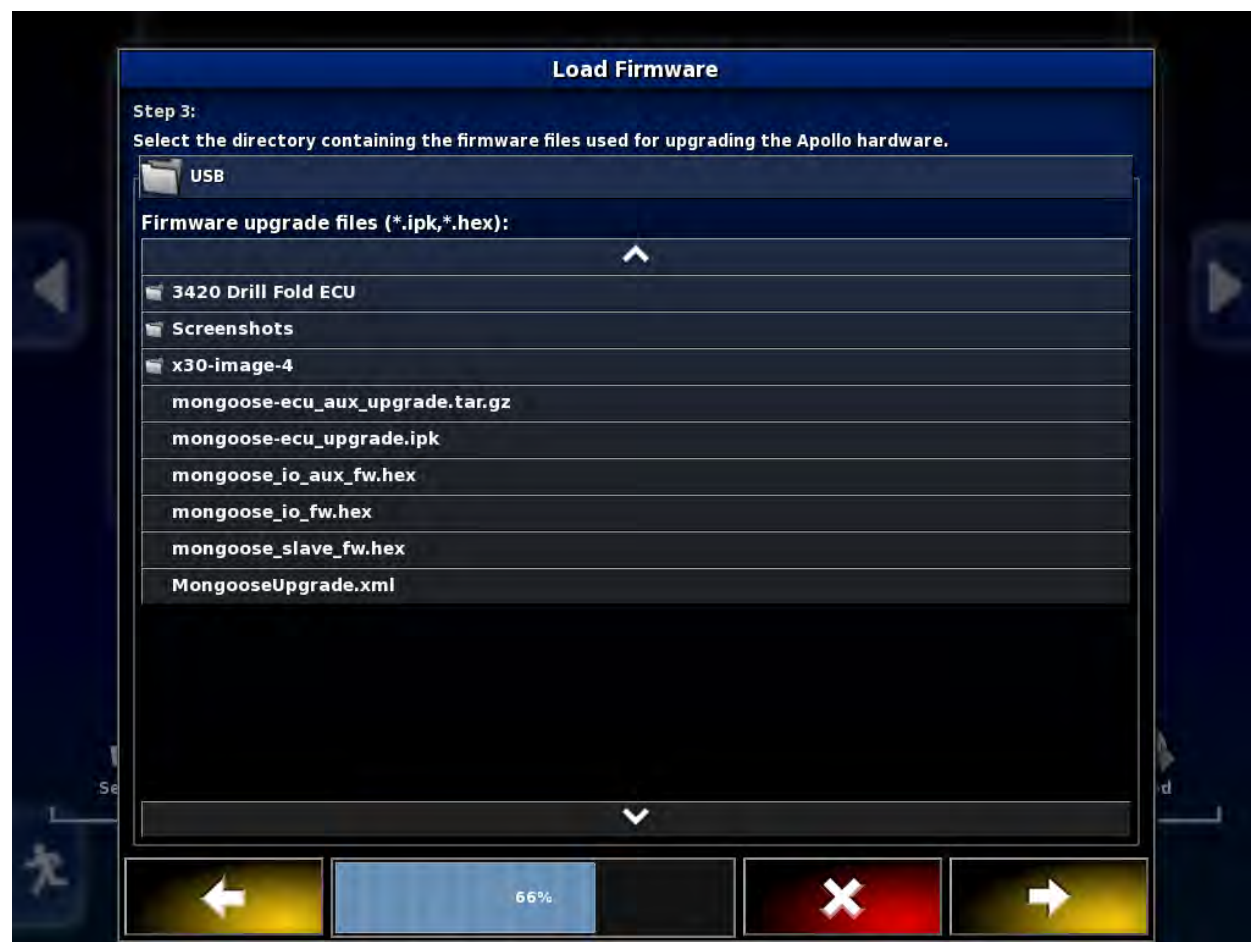 Load Firmware
Step 3:
Select the directory containing the firmware files used for upgrading the Apollo hardware.
USB
Firmware upgrade files (*.ipk,*.hex):
3420 Drill Fold ECU
Screenshots
x30-image-4
mongoose-ecu_aux_upgrade.tar.gz
mongoose-ecu_upgrade.ipk
mongoose_io_aux_fw.hex
mongoose_io_fw.hex
mongoose_slave_fw.hex
MongooseUpgrade.xml
66%